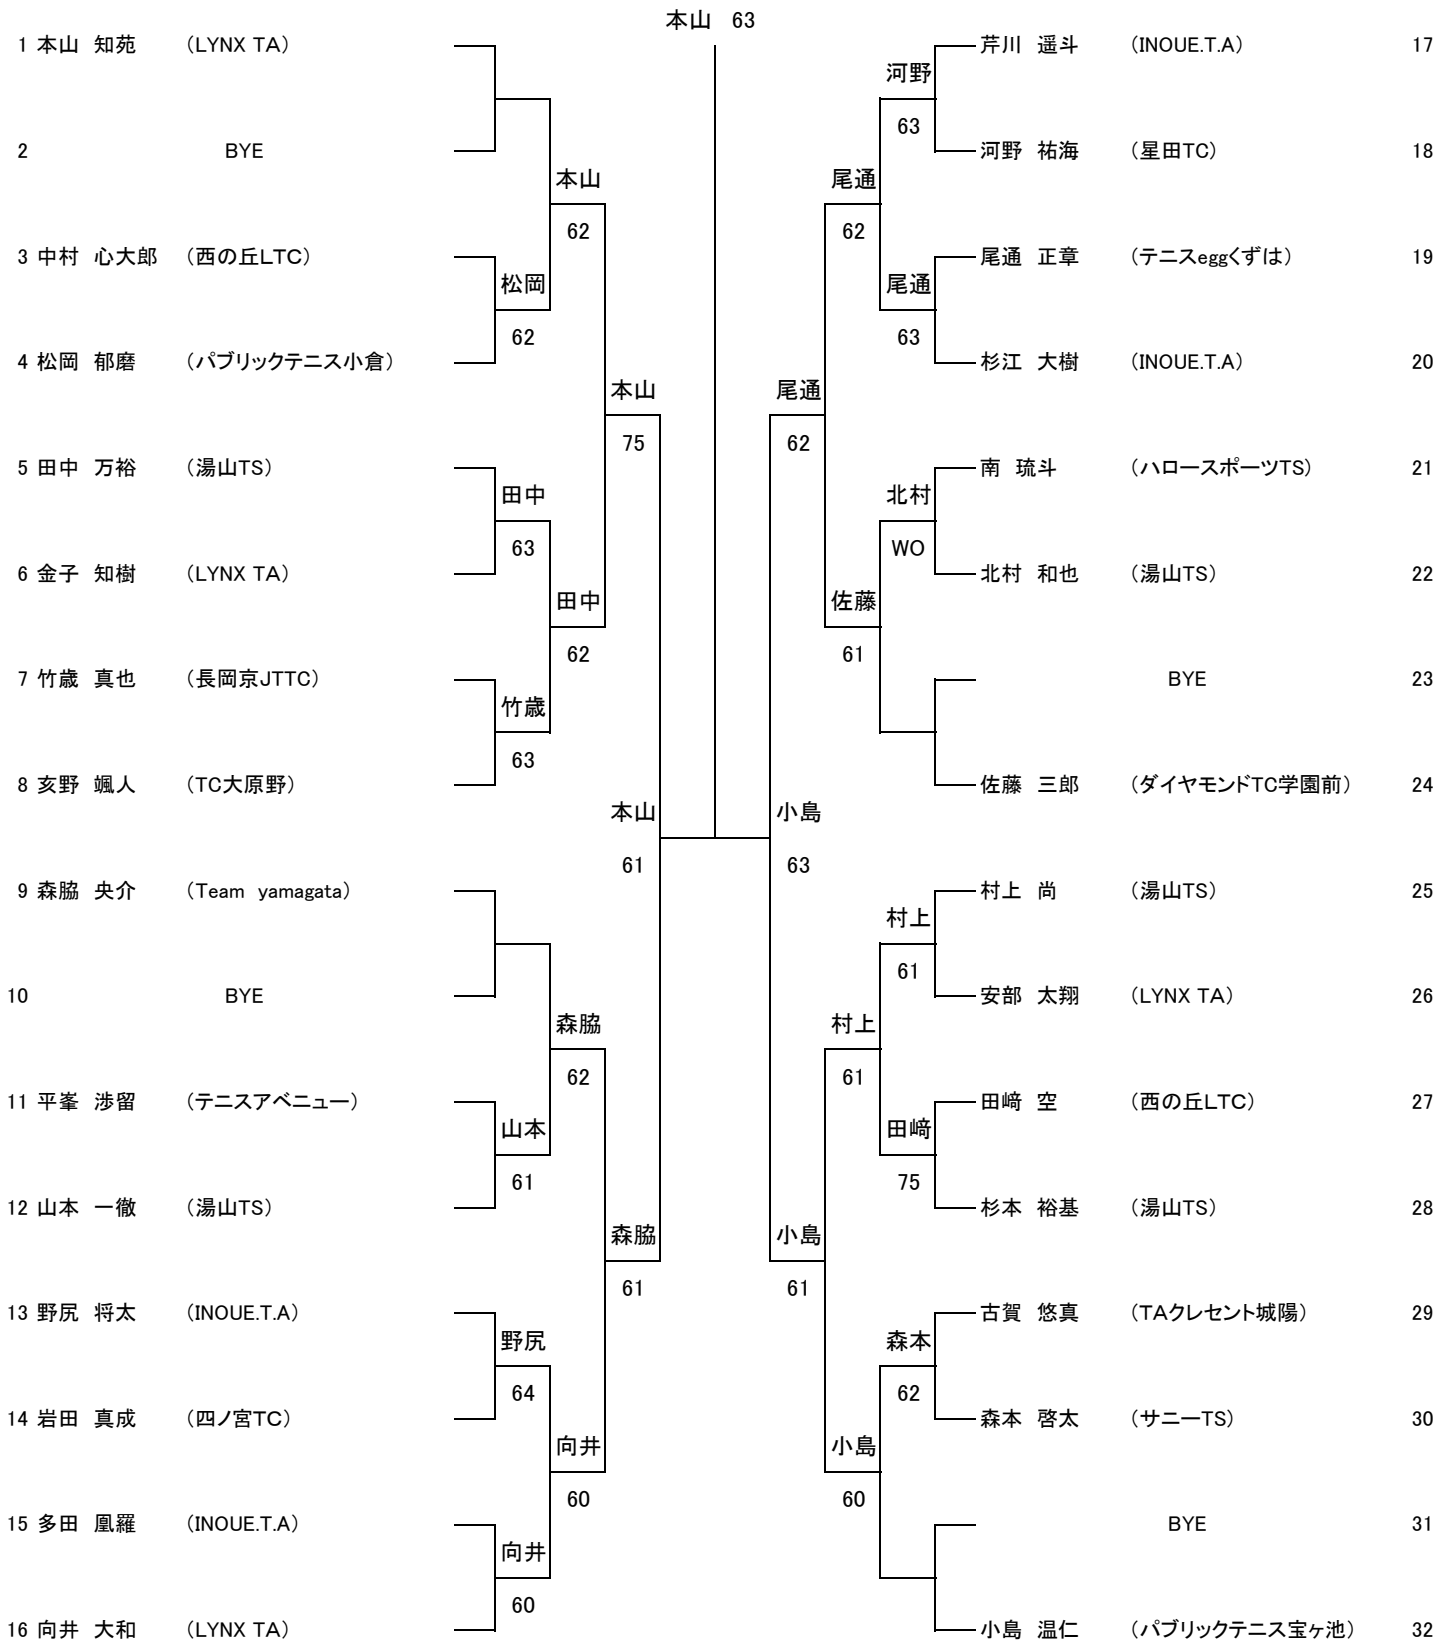 本山 63
1 本山 知苑 (LYNX TA)
2 BYE
3 中村 心大郎 (西の丘LTC)
4 松岡 郁磨 (パブリックテニス小倉)
5 田中 万裕 (湯山TS)
6 金子 知樹 (LYNX TA)
7 竹歳 真也 (長岡京JTTC)
8 亥野 颯人 (TC大原野)
9 森脇 央介 (Team yamagata)
10 BYE
11 平峯 渉留 (テニスアベニュー)
12 山本 一徹 (湯山TS)
13 野尻 将太 (INOUE.T.A)
14 岩田 真成 (四ノ宮TC)
15 多田 凰羅 (INOUE.T.A)
16 向井 大和 (LYNX TA)
松岡
62
田中
63
竹歳
63
山本
61
野尻
64
向井
60
本山
62
田中
62
森脇
62
向井
60
本山
75
森脇
61
本山
61
小島
63
尾通
62
小島
61
尾通
62
佐藤
61
村上
61
小島
60
河野
63
尾通
63
北村
WO
村上
61
田﨑
75
森本
62
芹川 遥斗 (INOUE.T.A) 17
河野 祐海 (星田TC) 18
尾通 正章 (テニスeggくずは) 19
杉江 大樹 (INOUE.T.A) 20
南 琉斗 (ハロースポーツTS) 21
北村 和也 (湯山TS) 22
BYE 23
佐藤 三郎 (ダイヤモンドTC学園前) 24
村上 尚 (湯山TS) 25
安部 太翔 (LYNX TA) 26
田﨑 空 (西の丘LTC) 27
杉本 裕基 (湯山TS) 28
古賀 悠真 (TAクレセント城陽) 29
森本 啓太 (サニーTS) 30
BYE 31
小島 温仁 (パブリックテニス宝ヶ池) 32